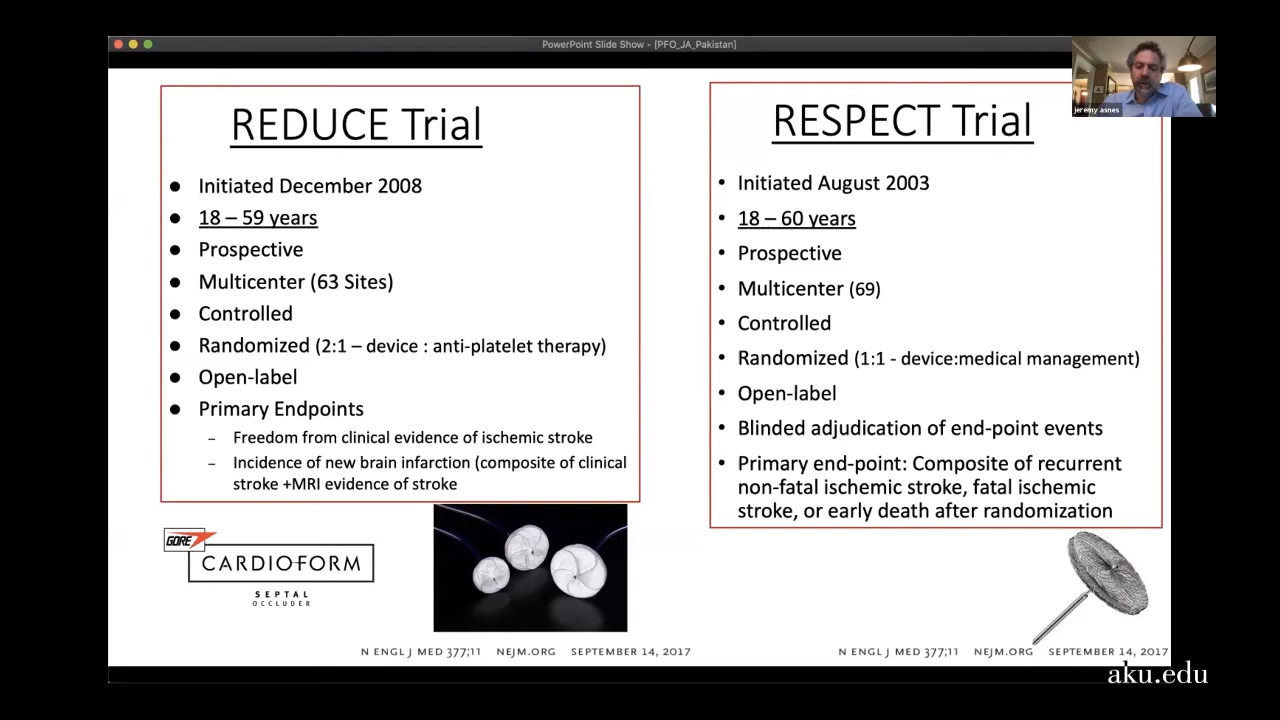 PowerPoint Slide Show - [PFO_JA_Pakistan]
jeremy asnes
REDUCE Trial
● Initiated December 2008
● 18 – 59 years
● Prospective
● Multicenter (63 Sites)
● Controlled
● Randomized (2:1 – device : anti-platelet therapy)
● Open-label
● Primary Endpoints
– Freedom from clinical evidence of ischemic stroke
– Incidence of new brain infarction (composite of clinical
stroke +MRI evidence of stroke
GORE
CARDIOFORM
SEPTAL
OCCLUDER
N ENGL J MED 377;11 NEJM.ORG SEPTEMBER 14, 2017
RESPECT Trial
• Initiated August 2003
• 18 – 60 years
• Prospective
• Multicenter (69)
• Controlled
• Randomized (1:1 - device:medical management)
• Open-label
• Blinded adjudication of end-point events
• Primary end-point: Composite of recurrent
non-fatal ischemic stroke, fatal ischemic
stroke, or early death after randomization
N ENGL J MED 377;11 NEJM.ORG SEPTEMBER 14, 2017
aku.edu